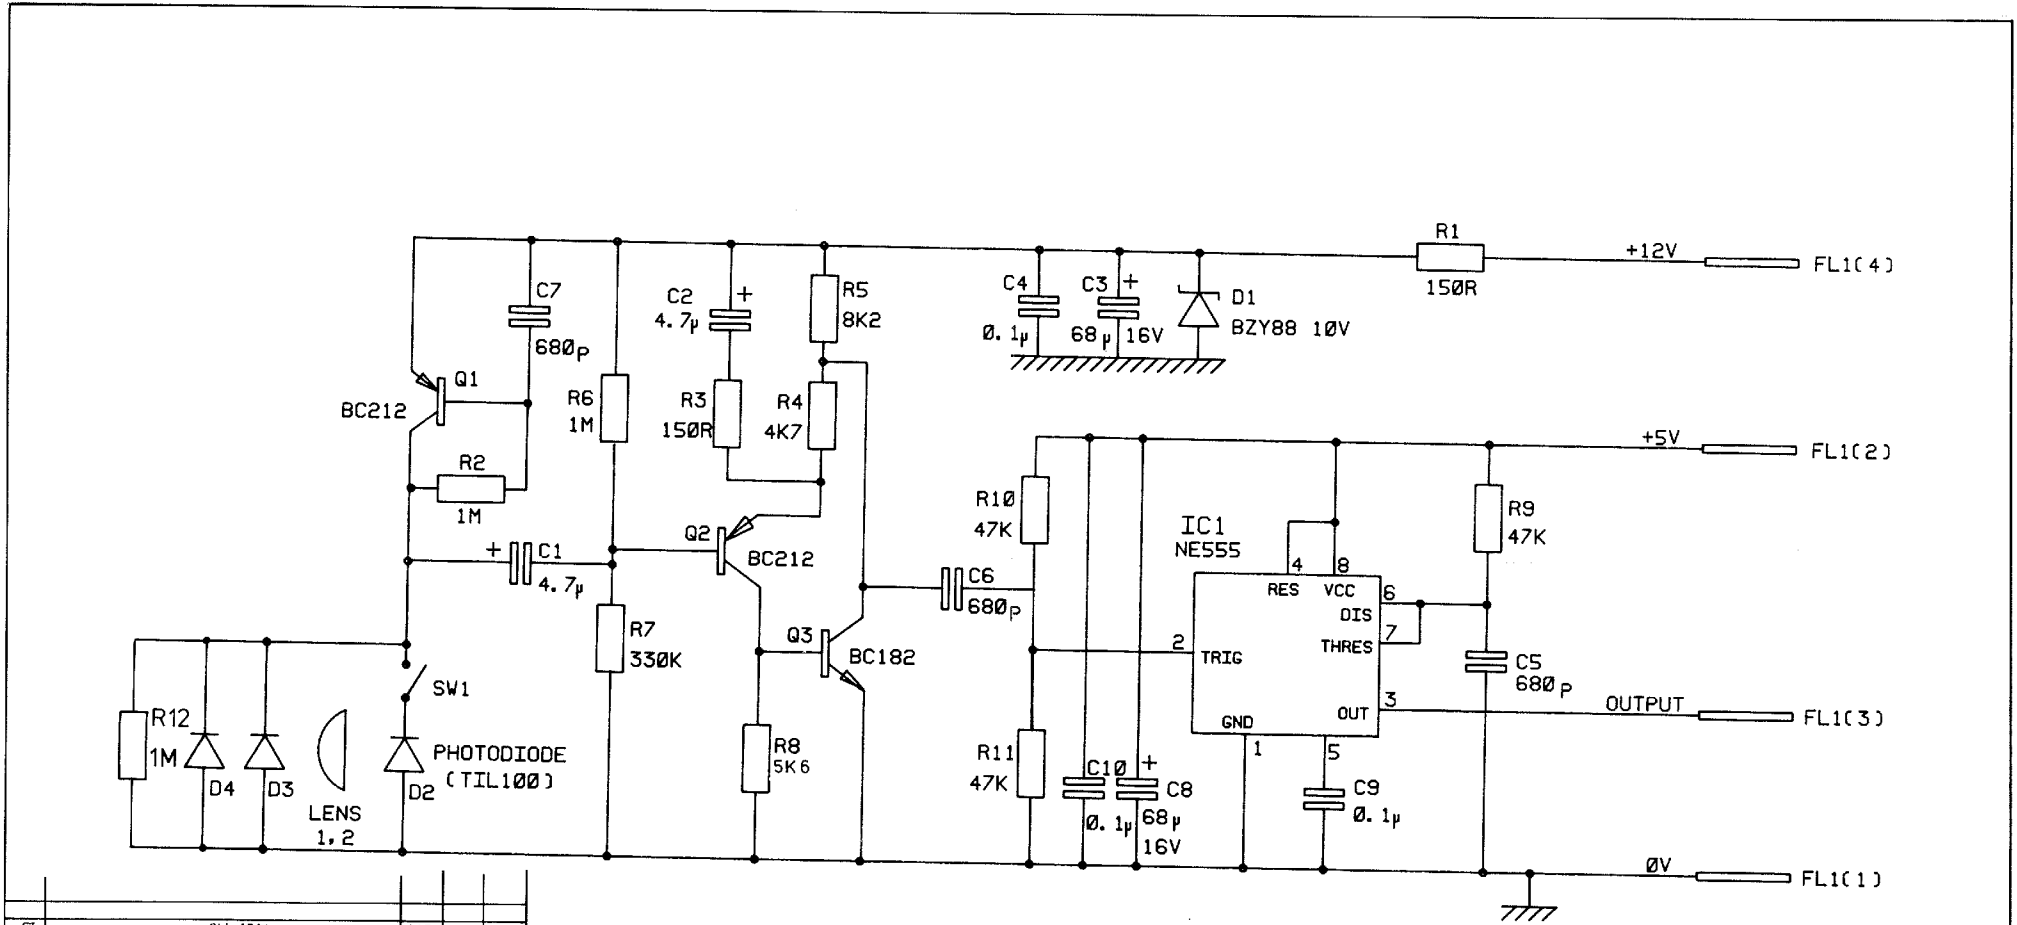 R1
+12V
FL1(4)
150R
C7
680p
C2
+
4.7µ
R5
8K2
C4
0.1µ
C3
+
68µ
16V
D1
BZY88 10V
Q1
BC212
R6
1M
R3
150R
R4
4K7
R2
1M
+5V
FL1(2)
R10
47K
R9
47K
IC1
NE555
4
8
RES
VCC
6
DIS
7
THRES
2
TRIG
3
OUT
GND
1
5
+
C1
4.7µ
Q2
BC212
C6
680p
Q3
BC182
R7
330K
SW1
C5
680p
OUTPUT
FL1(3)
R12
1M
D4
D3
LENS
1,2
D2
PHOTODIODE
(TIL100)
R8
5K6
R11
47K
C10
0.1µ
+
C8
68µ
16V
C9
0.1µ
0V
FL1(1)